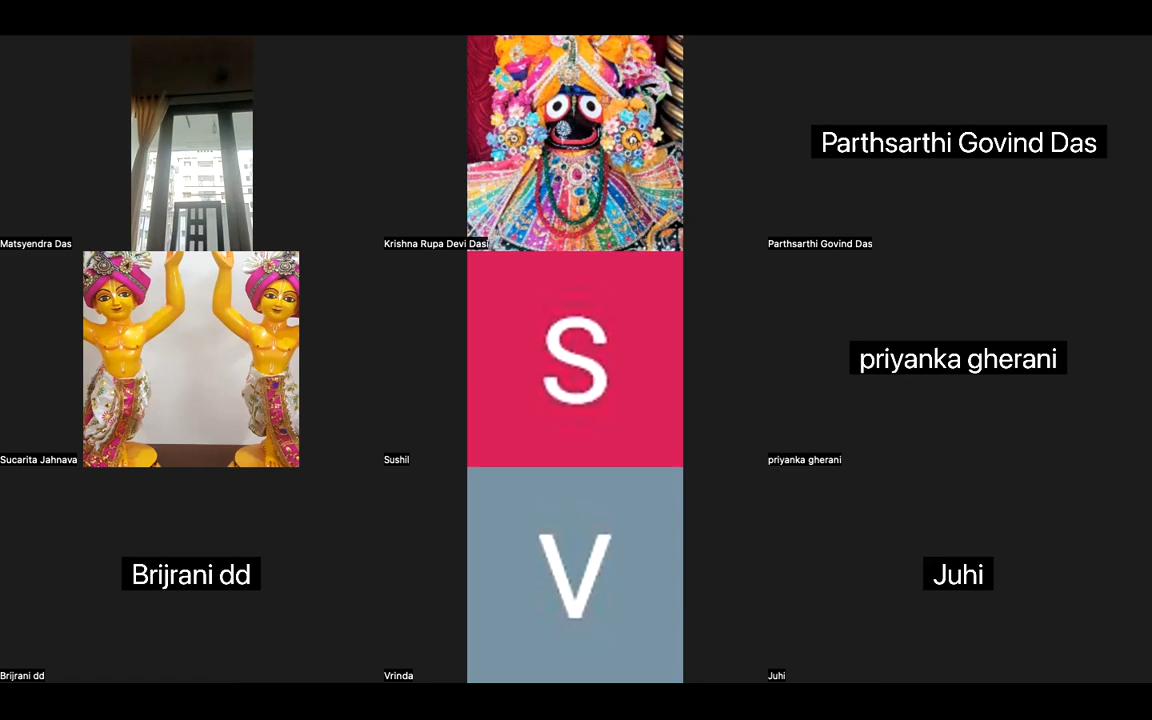 Matsyendra Das
Krishna Rupa Devi Dasi
Parthsarthi Govind Das
Parthsarthi Govind Das
Sucarita Jahnava
S
Sushil
priyanka gherani
priyanka gherani
Brijrani dd
Brijrani dd
V
Vrinda
Juhi
Juhi